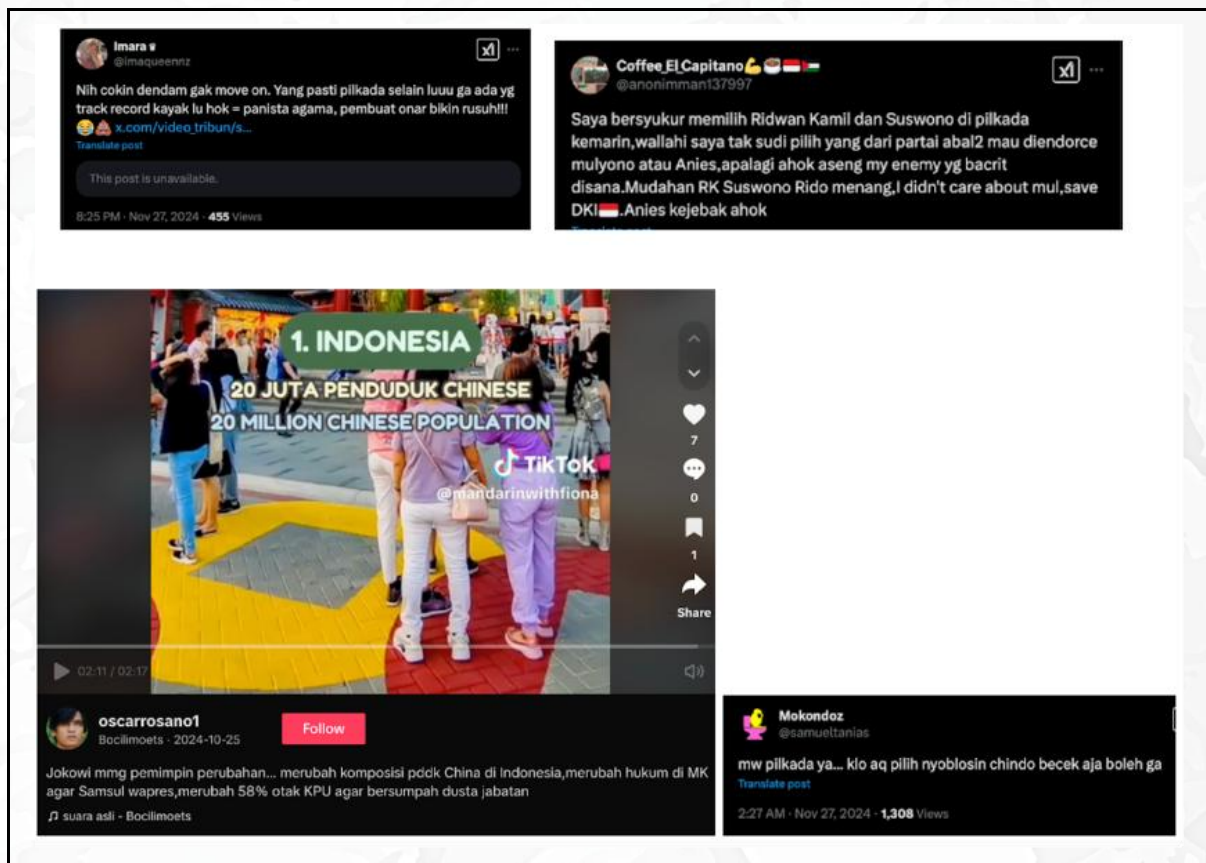 Imara
@imaqueennz
Nih cokin dendam gak move on. Yang pasti pilkada selain luuu ga ada yg
track record kayak lu hok = panista agama, pembuat onar bikin rusuh!!!
😂💩 x.com/video_tribun/s...
Translate post
This post is unavailable.
8:25 PM · Nov 27, 2024 · 455 Views
Coffee_El_Capitano💪☕🇮🇩🇵🇸
@anonimman137997
Saya bersyukur memilih Ridwan Kamil dan Suswono di pilkada
kemarin,wallahi saya tak sudi pilih yang dari partai abal2 mau diendorce
mulyono atau Anies,apalagi ahok aseng my enemy yg bacrit
disana.Mudahan RK Suswono Rido menang,I didn't care about mul,save
DKI🇮🇩.Anies kejebak ahok
Translate post
1. INDONESIA
20 JUTA PENDUDUK CHINESE
20 MILLION CHINESE POPULATION
TikTok
@mandarinwithfiona
7
0
1
Share
02:11 / 02:17
oscarrosano1
Bocilimoets · 2024-10-25
Follow
Jokowi mmg pemimpin perubahan... merubah komposisi pddk China di Indonesia,merubah hukum di MK
agar Samsul wapres,merubah 58% otak KPU agar bersumpah dusta jabatan
♫ suara asli - Bocilimoets
Mokondoz
@samueltanias
mw pilkada ya... klo aq pilih nyoblosin chindo becek aja boleh ga
Translate post
2:27 AM · Nov 27, 2024 · 1,308 Views